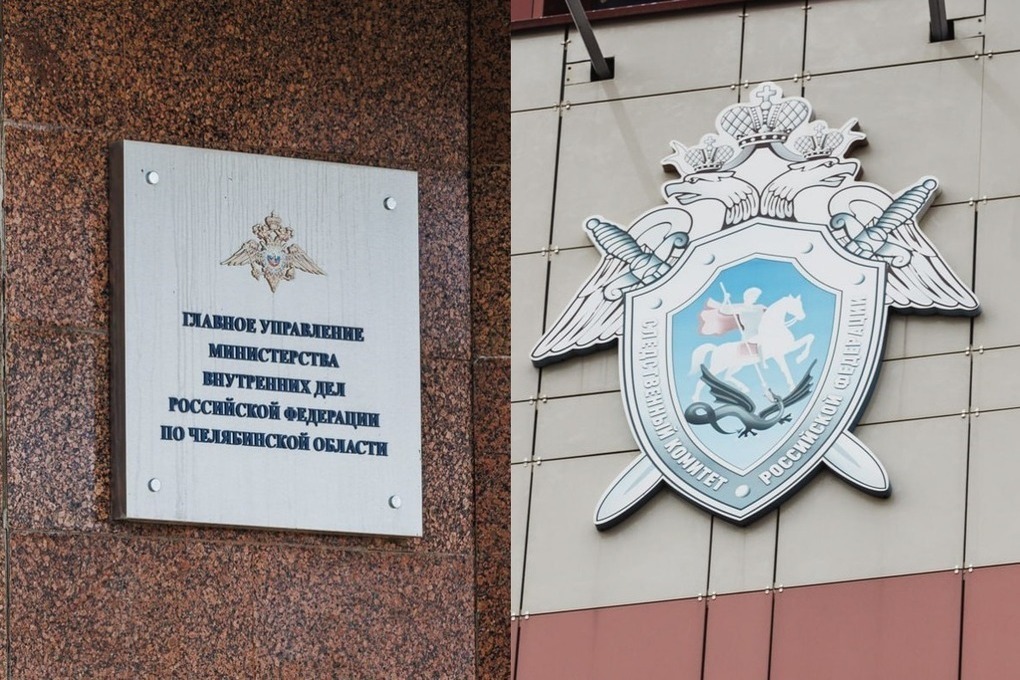 ГЛАВНОЕ УПРАВЛЕНИЕ
МИНИСТЕРСТВА
ВНУТРЕННИХ ДЕЛ
РОССИЙСКОЙ ФЕДЕРАЦИИ
ПО ЧЕЛЯБИНСКОЙ ОБЛАСТИ
СЛЕДСТВЕННЫЙ КОМИТЕТ
РОССИЙСКОЙ ФЕДЕРАЦИИ